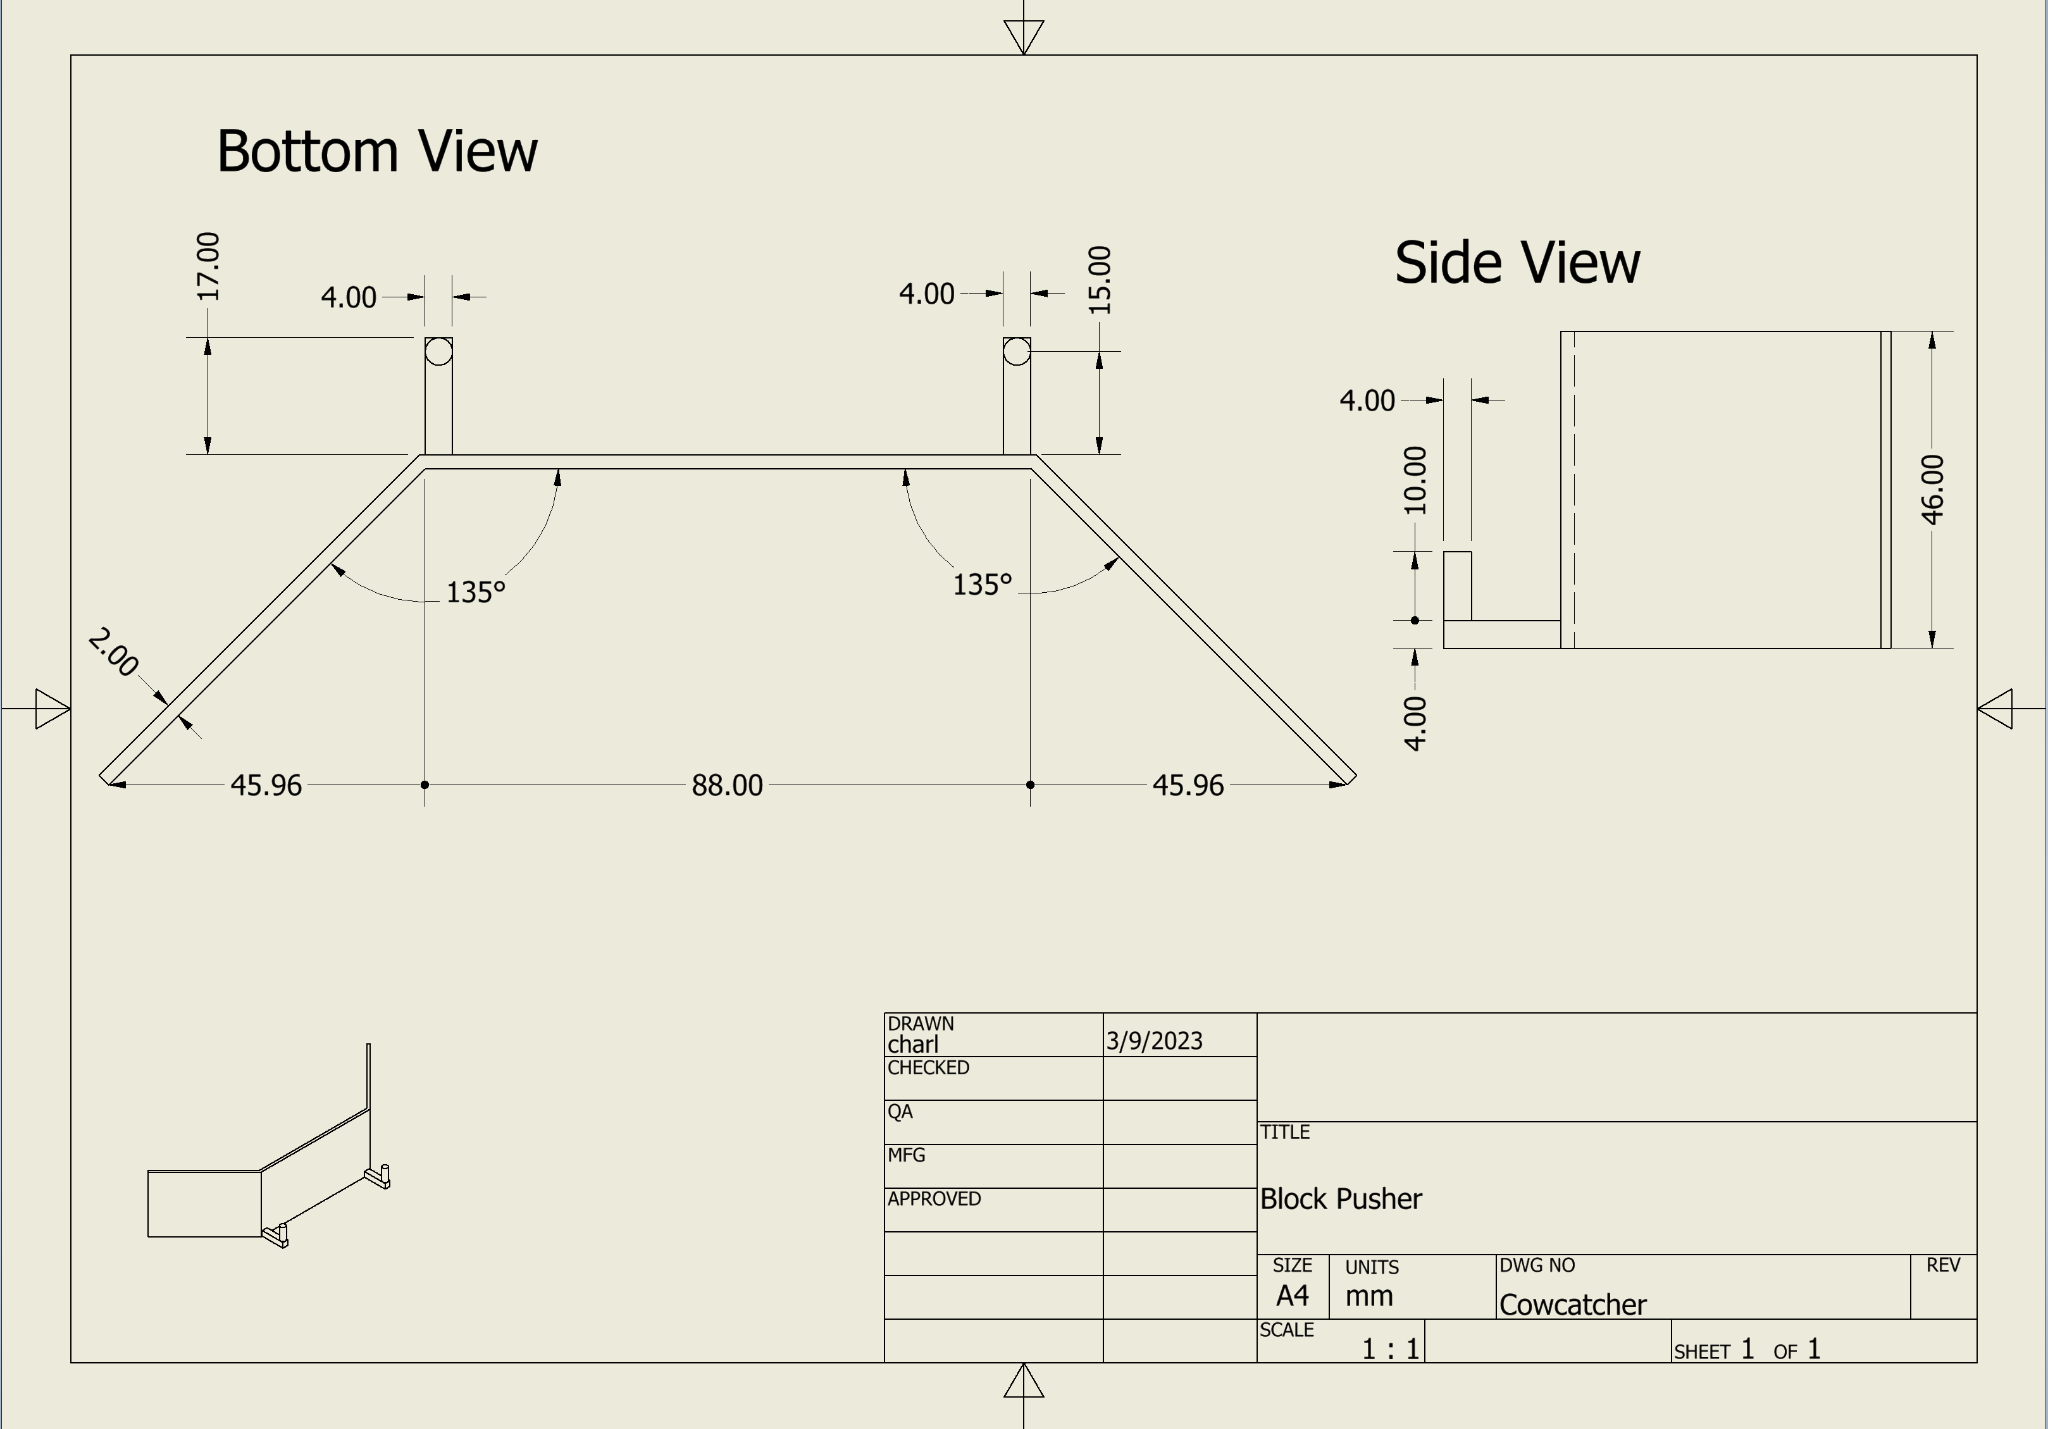 Bottom View
Side View
17.00
4.00
4.00
15.00
4.00
10.00
46.00
135°
135°
2.00
4.00
45.96
88.00
45.96
DRAWN
charl
3/9/2023
CHECKED
QA
MFG
APPROVED
TITLE
Block Pusher
SIZE
A4
UNITS
mm
DWG NO
Cowcatcher
REV
SCALE
1 : 1
SHEET 1 OF 1